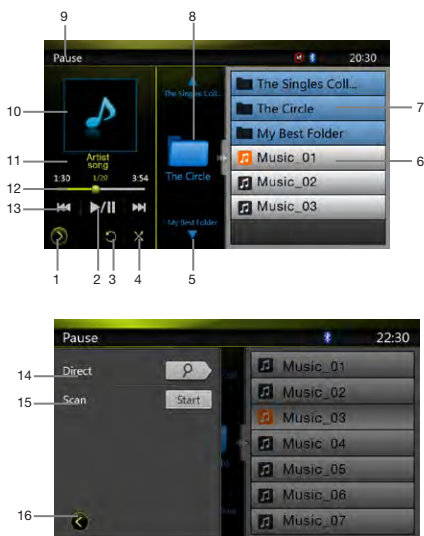 9
8
Pause
20:30
The Singles Coll...
The Singles Coll...
The Circle
7
10
My Best Folder
11
Artist
song
Music_01
6
12
1:30
1/20
3:54
The Circle
Music_02
13
Music_03
My Best Folder
1
2
3
4
5
Pause
22:30
14
Direct
Music_01
15
Scan
Start
Music_02
Music_03
Music_04
Music_05
Music_06
16
Music_07